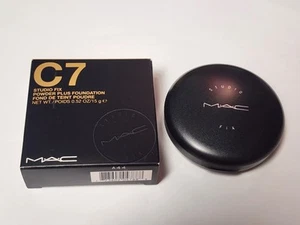 C7
STUDIO FIX
POWDER PLUS FOUNDATION
FOND DE TEINT POUDRE
NET WT./POIDS 0.52 OZ/15 g ℮
MAC
A44
STUDIO
MAC
FIX